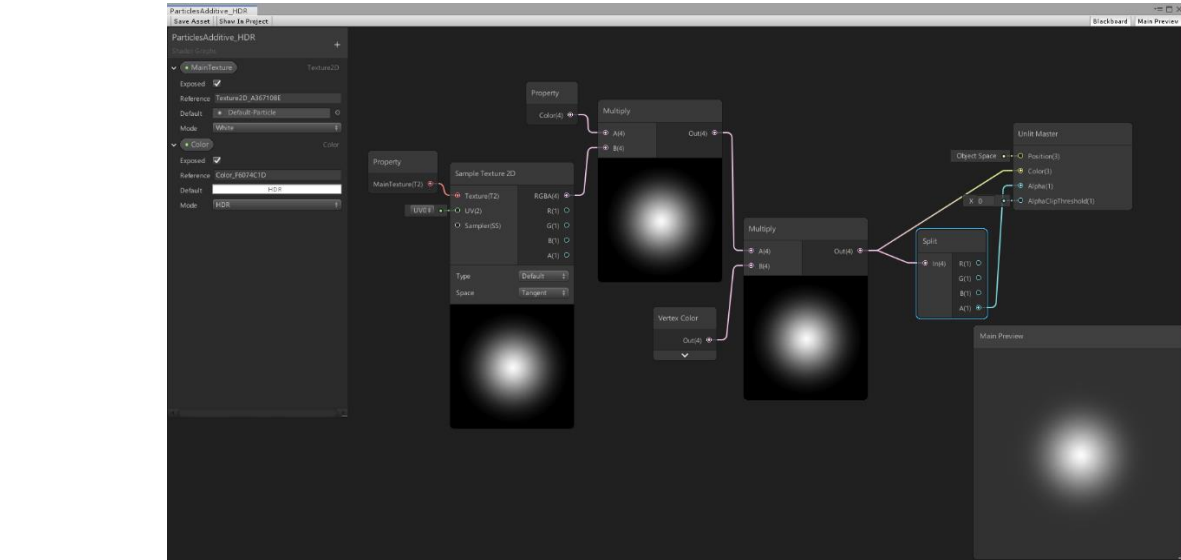 ParticlesAdditive_HDR
Save Asset Show In Project
Blackboard Main Preview
ParticlesAdditive_HDR
Shader Graphs
MainTexture Texture2D
Exposed
Reference Texture2D_A367108E
Default Default-Particle
Mode White
Color Color
Exposed
Reference Color_F6074C1D
Default HDR
Mode HDR
Property
Color(4)
Multiply
A(4) Out(4)
B(4)
Property
MainTexture(T2)
Sample Texture 2D
Texture(T2) RGBA(4)
UV0 UV(2) R(1)
Sampler(SS) G(1)
B(1)
A(1)
Type Default
Space Tangent
Multiply
A(4) Out(4)
B(4)
Vertex Color
Out(4)
Unlit Master
Object Space Position(3)
Color(3)
Alpha(1)
X 0 AlphaClipThreshold(1)
Split
In(4) R(1)
G(1)
B(1)
A(1)
Main Preview